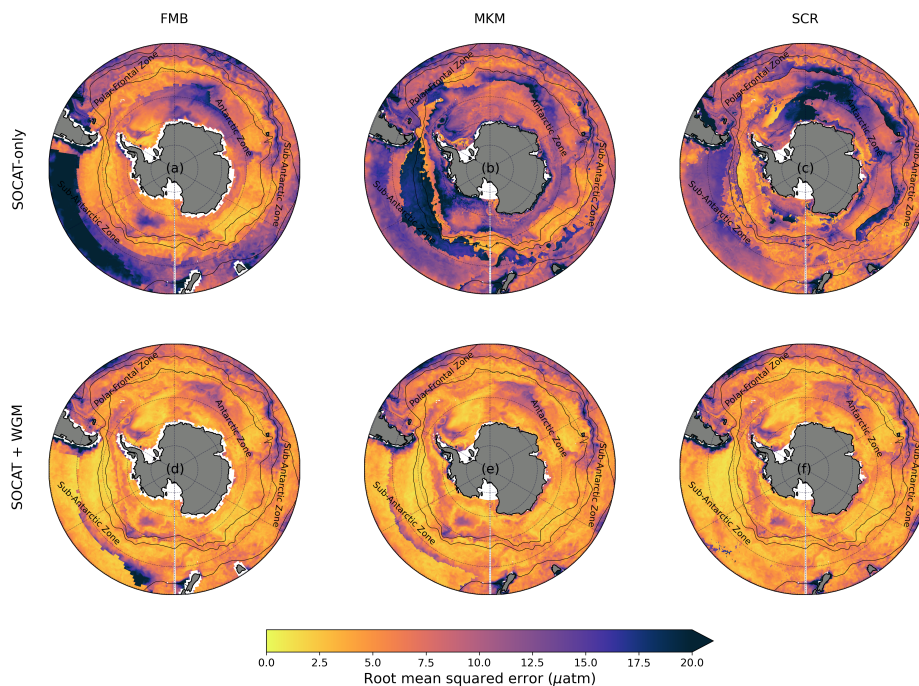 FMB
MKM
SCR
SOCAT-only
Polar-Frontal Zone
Antarctic Zone
Sub-Antarctic Zone
Sub-Antarctic Zone
(a)
Polar-Frontal Zone
Antarctic Zone
Sub-Antarctic Zone
Sub-Antarctic Zone
(b)
Polar-Frontal Zone
Antarctic Zone
Sub-Antarctic Zone
Sub-Antarctic Zone
(c)
SOCAT + WGM
Polar-Frontal Zone
Antarctic Zone
Sub-Antarctic Zone
Sub-Antarctic Zone
(d)
Polar-Frontal Zone
Antarctic Zone
Sub-Antarctic Zone
Sub-Antarctic Zone
(e)
Polar-Frontal Zone
Antarctic Zone
Sub-Antarctic Zone
Sub-Antarctic Zone
(f)
0.0 2.5 5.0 7.5 10.0 12.5 15.0 17.5 20.0
Root mean squared error (μatm)